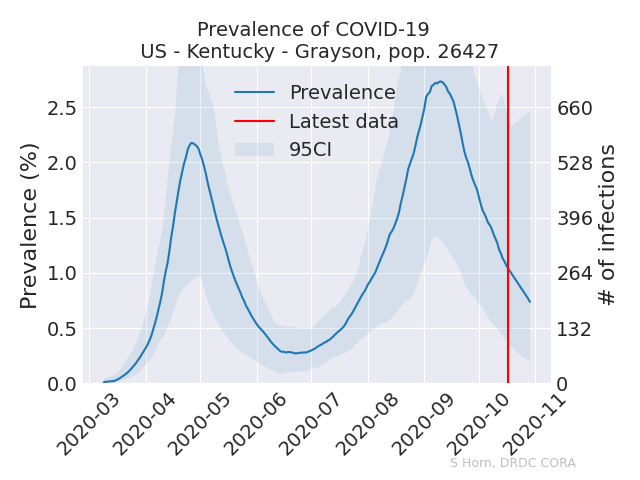 Prevalence of COVID-19
US - Kentucky - Grayson, pop. 26427
Prevalence
Latest data
95CI
Prevalence (%)
2.5
2.0
1.5
1.0
0.5
0.0
660
528
396
264
132
0
# of infections
2020-03
2020-04
2020-05
2020-06
2020-07
2020-08
2020-09
2020-10
2020-11
S Horn, DRDC CORA